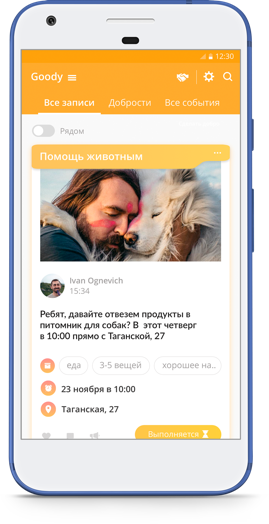 12:30
Goody
Все записи Добрости Все события
Рядом
Помощь животным
Ivan Ognevich
15:34
Ребят, давайте отвезем продукты в
питомник для собак? В этот четверг
в 10:00 прямо с Таганской, 27
еда 3-5 вещей хорошее на..
23 ноября в 10:00
Таганская, 27
Выполняется